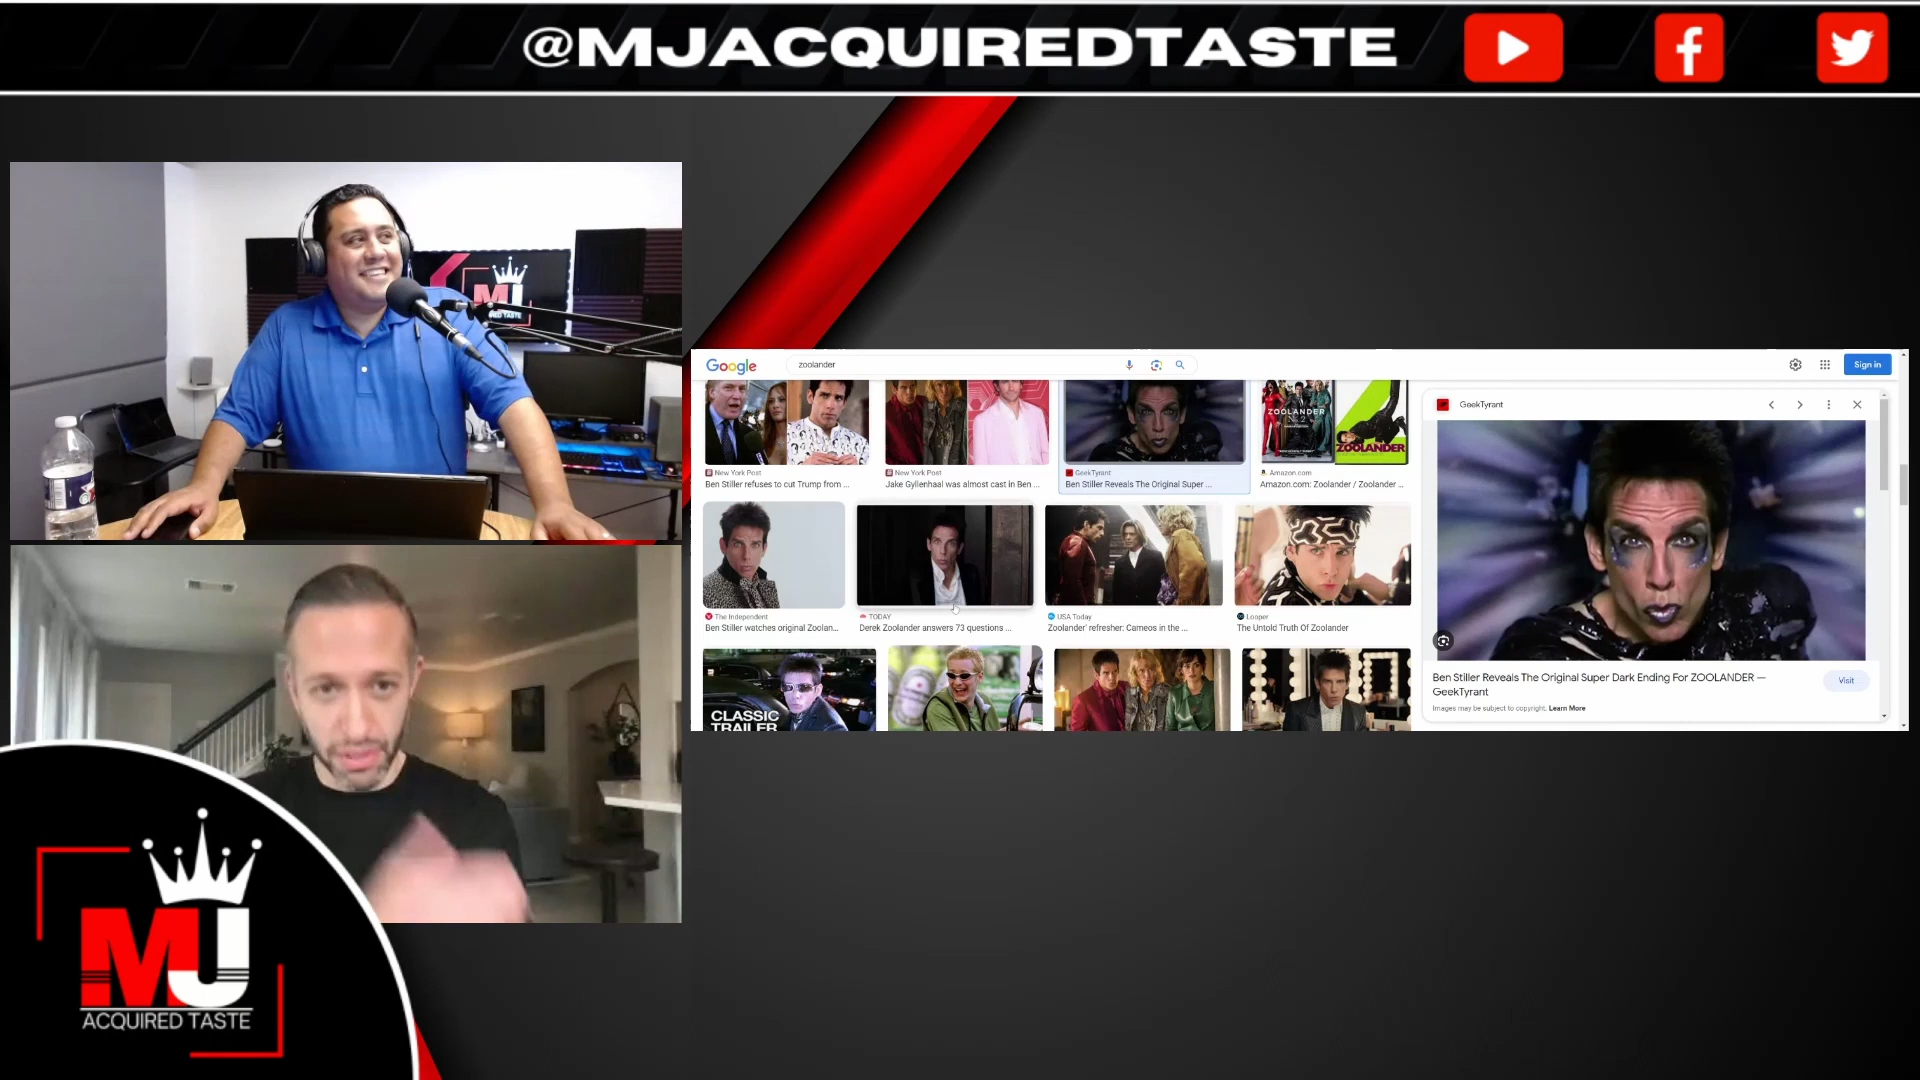 @MJACQUIREDTASTE
MJ
Google
zoolander
Sign in
New York Post
Ben Stiller refuses to cut Trump from ...
New York Post
Jake Gyllenhaal was almost cast in Ben ...
GeekTyrant
Ben Stiller Reveals The Original Super ...
ZOOLANDER
No. 2
ZOOLANDER
Amazon.com
Amazon.com: Zoolander / Zoolander ...
The Independent
Ben Stiller watches original Zoolan...
TODAY
Derek Zoolander answers 73 questions ...
USA Today
Zoolander' refresher: Cameos in the ...
Looper
The Untold Truth Of Zoolander
CLASSIC
TRAILER
GeekTyrant
Ben Stiller Reveals The Original Super Dark Ending For ZOOLANDER —
GeekTyrant
Visit
Images may be subject to copyright. Learn More
MJ
ACQUIRED TASTE